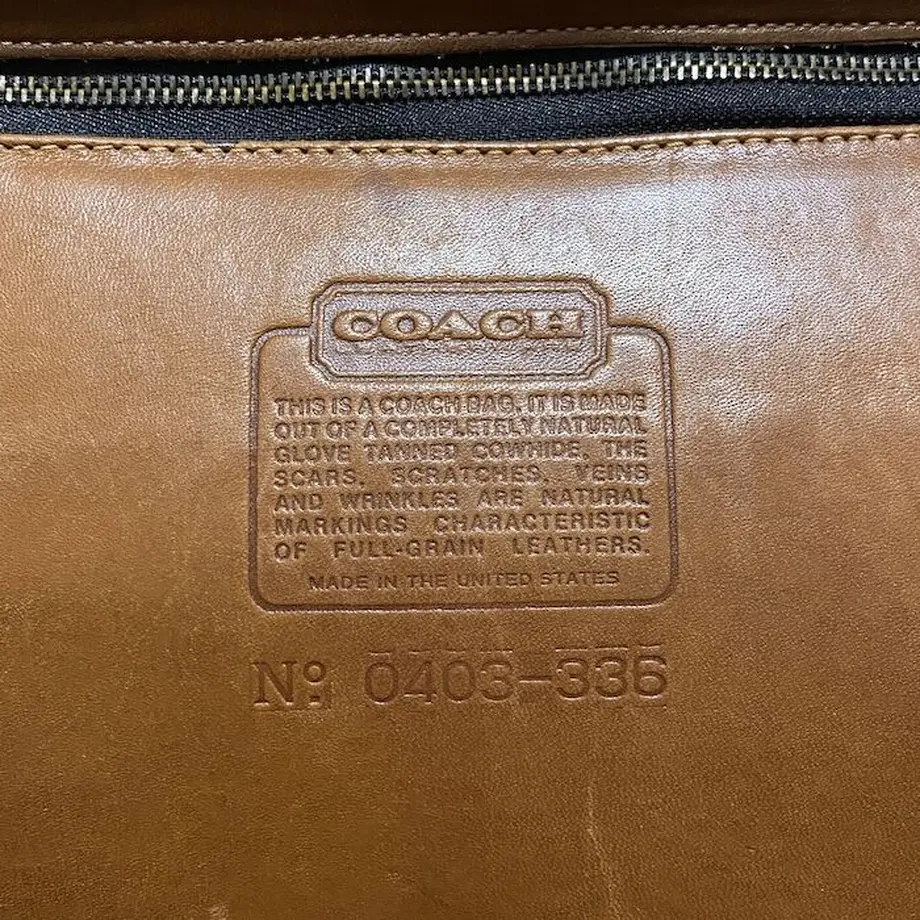 COACH
THIS IS A COACH BAG. IT IS MADE
OUT OF A COMPLETELY NATURAL
GLOVE TANNED COWHIDE. THE
SCARS, SCRATCHES, VEINS
AND WRINKLES ARE NATURAL
MARKINGS CHARACTERISTIC
OF FULL-GRAIN LEATHERS.
MADE IN THE UNITED STATES
No: 0403-336